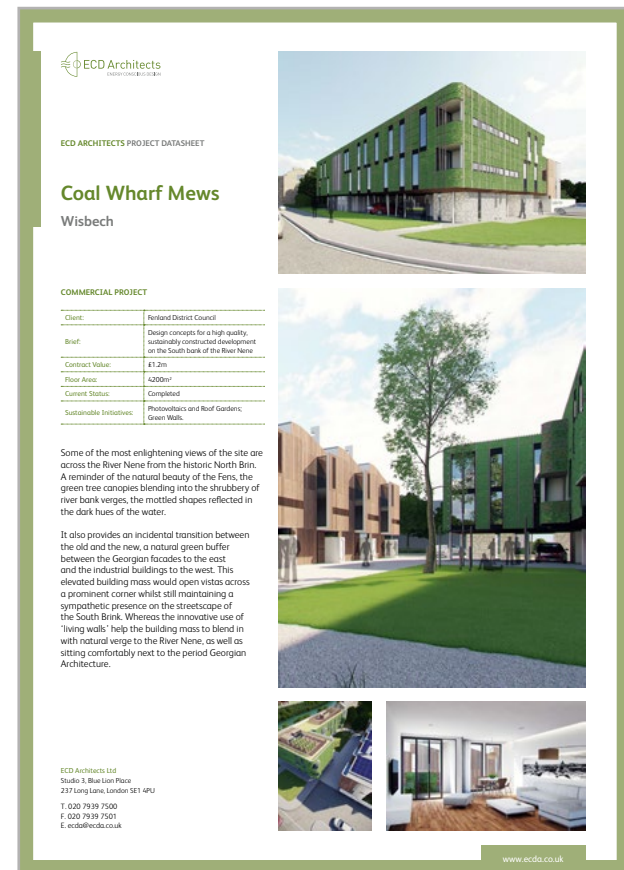 ECD Architects
ENERGY CONSCIOUS DESIGN
ECD ARCHITECTS PROJECT DATASHEET
Coal Wharf Mews
Wisbech
COMMERCIAL PROJECT
Client: Fenland District Council
Brief: Design concepts for a high quality,
sustainably constructed development
on the South bank of the River Nene
Contract Value: £1.2m
Floor Area: 4200m²
Current Status: Completed
Sustainable Initiatives: Photovoltaics and Roof Gardens;
Green Walls.
Some of the most enlightening views of the site are
across the River Nene from the historic North Brin.
A reminder of the natural beauty of the Fens, the
green tree canopies blending into the shrubbery of
river bank verges, the mottled shapes reflected in
the dark hues of the water.
It also provides an incidental transition between
the old and the new, a natural green buffer
between the Georgian facades to the east
and the industrial buildings to the west. This
elevated building mass would open vistas across
a prominent corner whilst still maintaining a
sympathetic presence on the streetscape of
the South Brink. Whereas the innovative use of
‘living walls’ help the building mass to blend in
with natural verge to the River Nene, as well as
sitting comfortably next to the period Georgian
Architecture.
ECD Architects Ltd
Studio 3, Blue Lion Place
237 Long Lane, London SE1 4PU
T. 020 7939 7500
F. 020 7939 7501
E. ecda@ecda.co.uk
www.ecda.co.uk